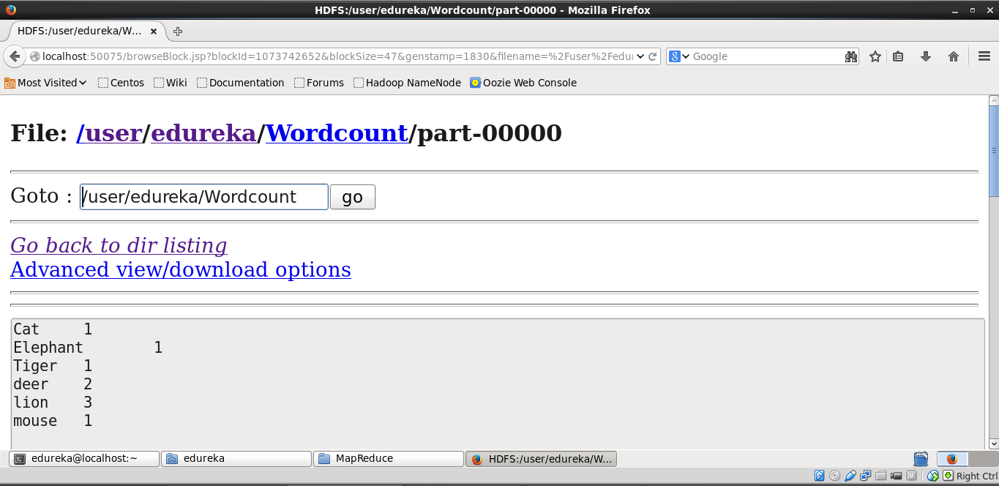 HDFS:/user/edureka/Wordcount/part-00000 - Mozilla Firefox
HDFS:/user/edureka/W...
localhost:50075/browseBlock.jsp?blockId=1073742652&blockSize=47&genstamp=1830&filename=%2Fuser%2Fedu Google
Most Visited Centos Wiki Documentation Forums Hadoop NameNode Oozie Web Console
File: /user/edureka/Wordcount/part-00000
Goto : /user/edureka/Wordcount go
Go back to dir listing
Advanced view/download options
Cat 1
Elephant 1
Tiger 1
deer 2
lion 3
mouse 1
edureka@localhost:~ edureka MapReduce HDFS:/user/edureka/W...
Right Ctrl